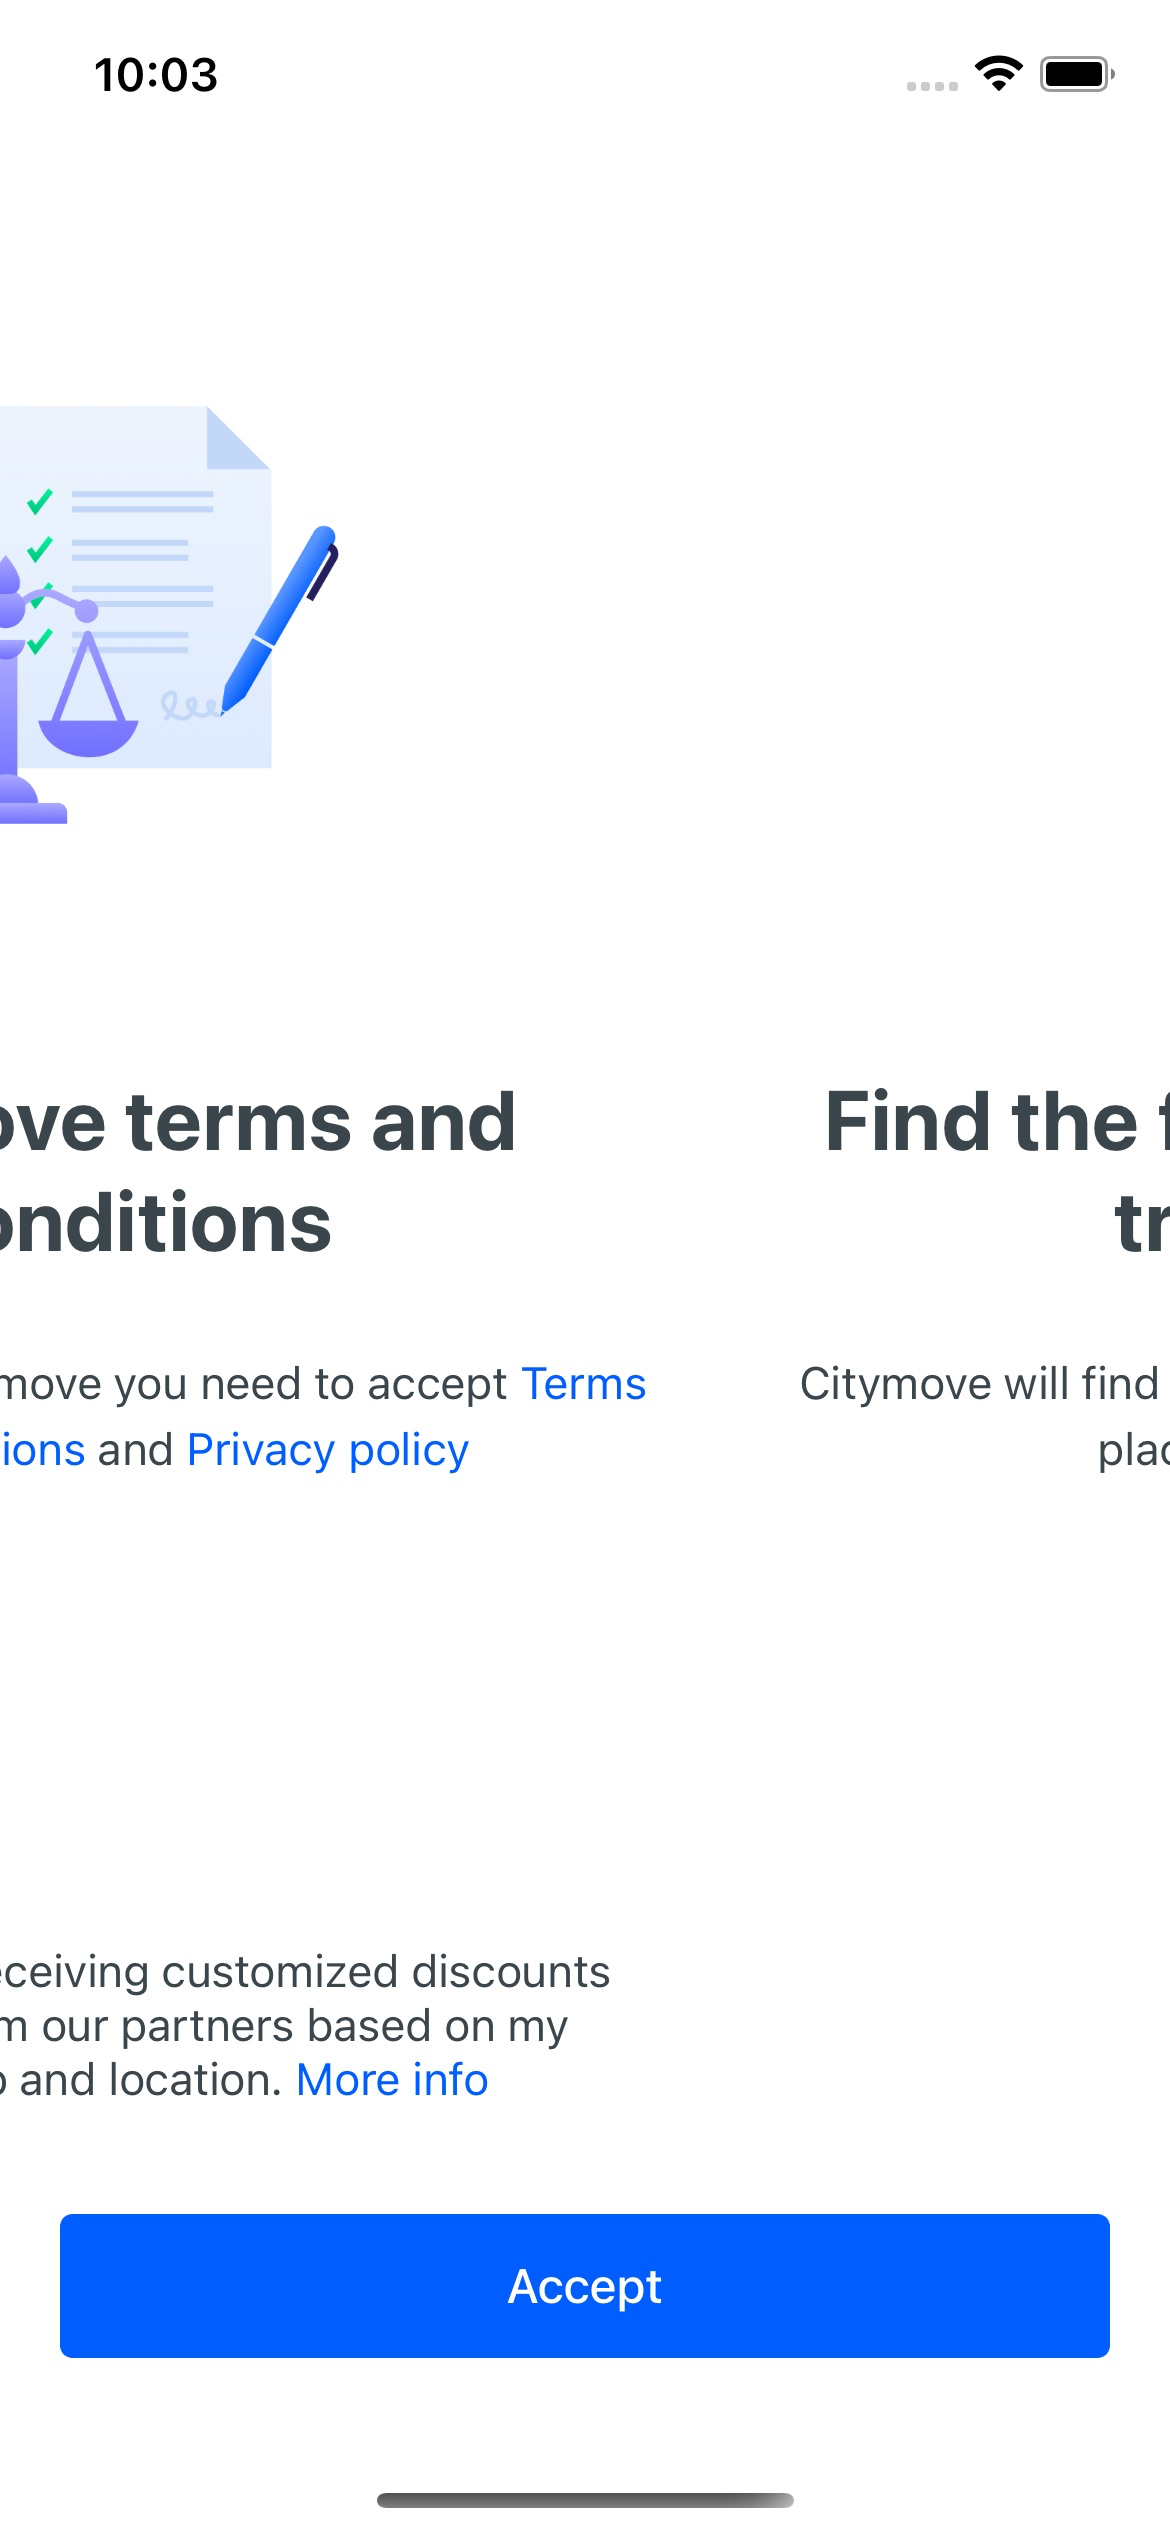 10:03
ove terms and
onditions
Find the f
tr
move you need to accept Terms
ions and Privacy policy
Citymove will find
plac
eceiving customized discounts
m our partners based on my
p and location. More info
Accept